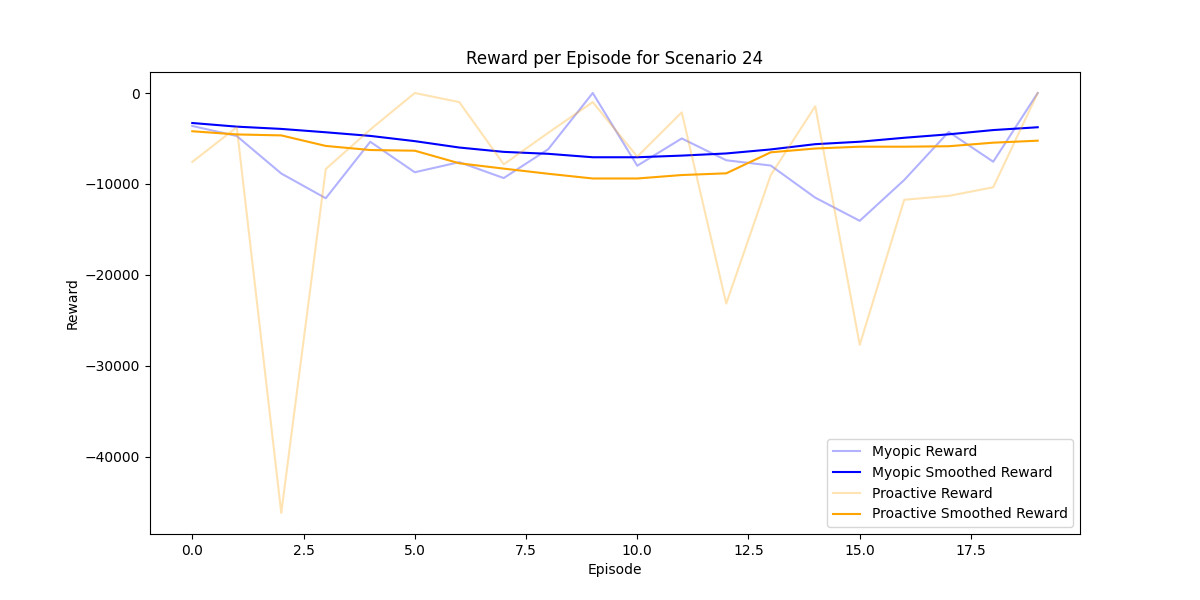 Reward per Episode for Scenario 24
0
−10000
−20000
−30000
−40000
Reward
0.0
2.5
5.0
7.5
10.0
12.5
15.0
17.5
Episode
Myopic Reward
Myopic Smoothed Reward
Proactive Reward
Proactive Smoothed Reward